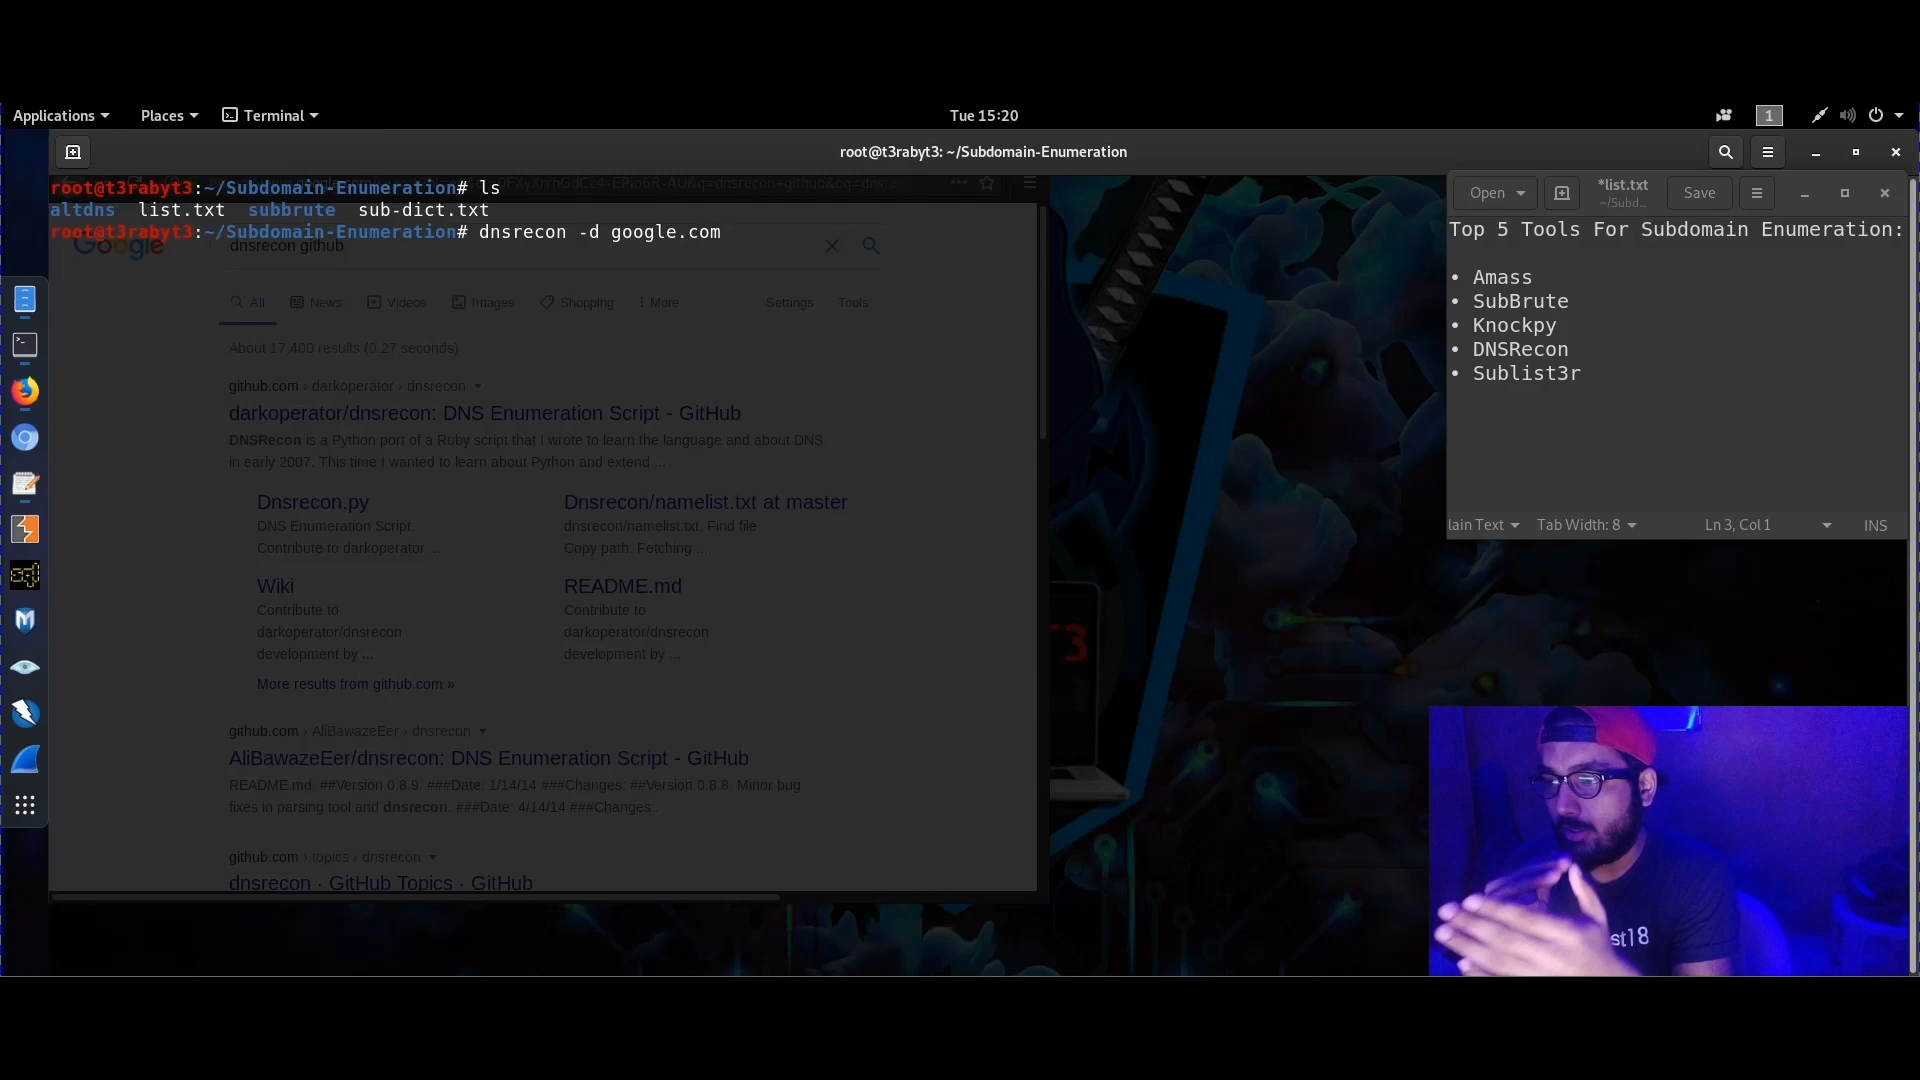 Applications Places Terminal Tue 15:20 1
root@t3rabyt3: ~/Subdomain-Enumeration
root@t3rabyt3:~/Subdomain-Enumeration# ls
altdns list.txt subbrute sub-dict.txt
root@t3rabyt3:~/Subdomain-Enumeration# dnsrecon -d google.com
Google dnsrecon github
All News Videos Images Shopping More Settings Tools
About 17,400 results (0.27 seconds)
github.com › darkoperator › dnsrecon
darkoperator/dnsrecon: DNS Enumeration Script - GitHub
DNSRecon is a Python port of a Ruby script that I wrote to learn the language and about DNS
in early 2007. This time I wanted to learn about Python and extend ...
Dnsrecon.py
DNS Enumeration Script.
Contribute to darkoperator ...
Dnsrecon/namelist.txt at master
dnsrecon/namelist.txt. Find file
Copy path. Fetching ...
Wiki
Contribute to
darkoperator/dnsrecon
development by ...
README.md
Contribute to
darkoperator/dnsrecon
development by ...
More results from github.com »
github.com › AliBawazeEer › dnsrecon
AliBawazeEer/dnsrecon: DNS Enumeration Script - GitHub
README.md. ##Version 0.8.9. ###Date: 1/14/14 ###Changes: ##Version 0.8.8. Minor bug
fixes in parsing tool and dnsrecon. ###Date: 4/14/14 ###Changes:.
github.com › topics › dnsrecon
dnsrecon · GitHub Topics · GitHub
Open *list.txt Save
~/Subd...
Top 5 Tools For Subdomain Enumeration:
• Amass
• SubBrute
• Knockpy
• DNSRecon
• Sublist3r
lain Text Tab Width: 8 Ln 3, Col 1 INS
T3
st18